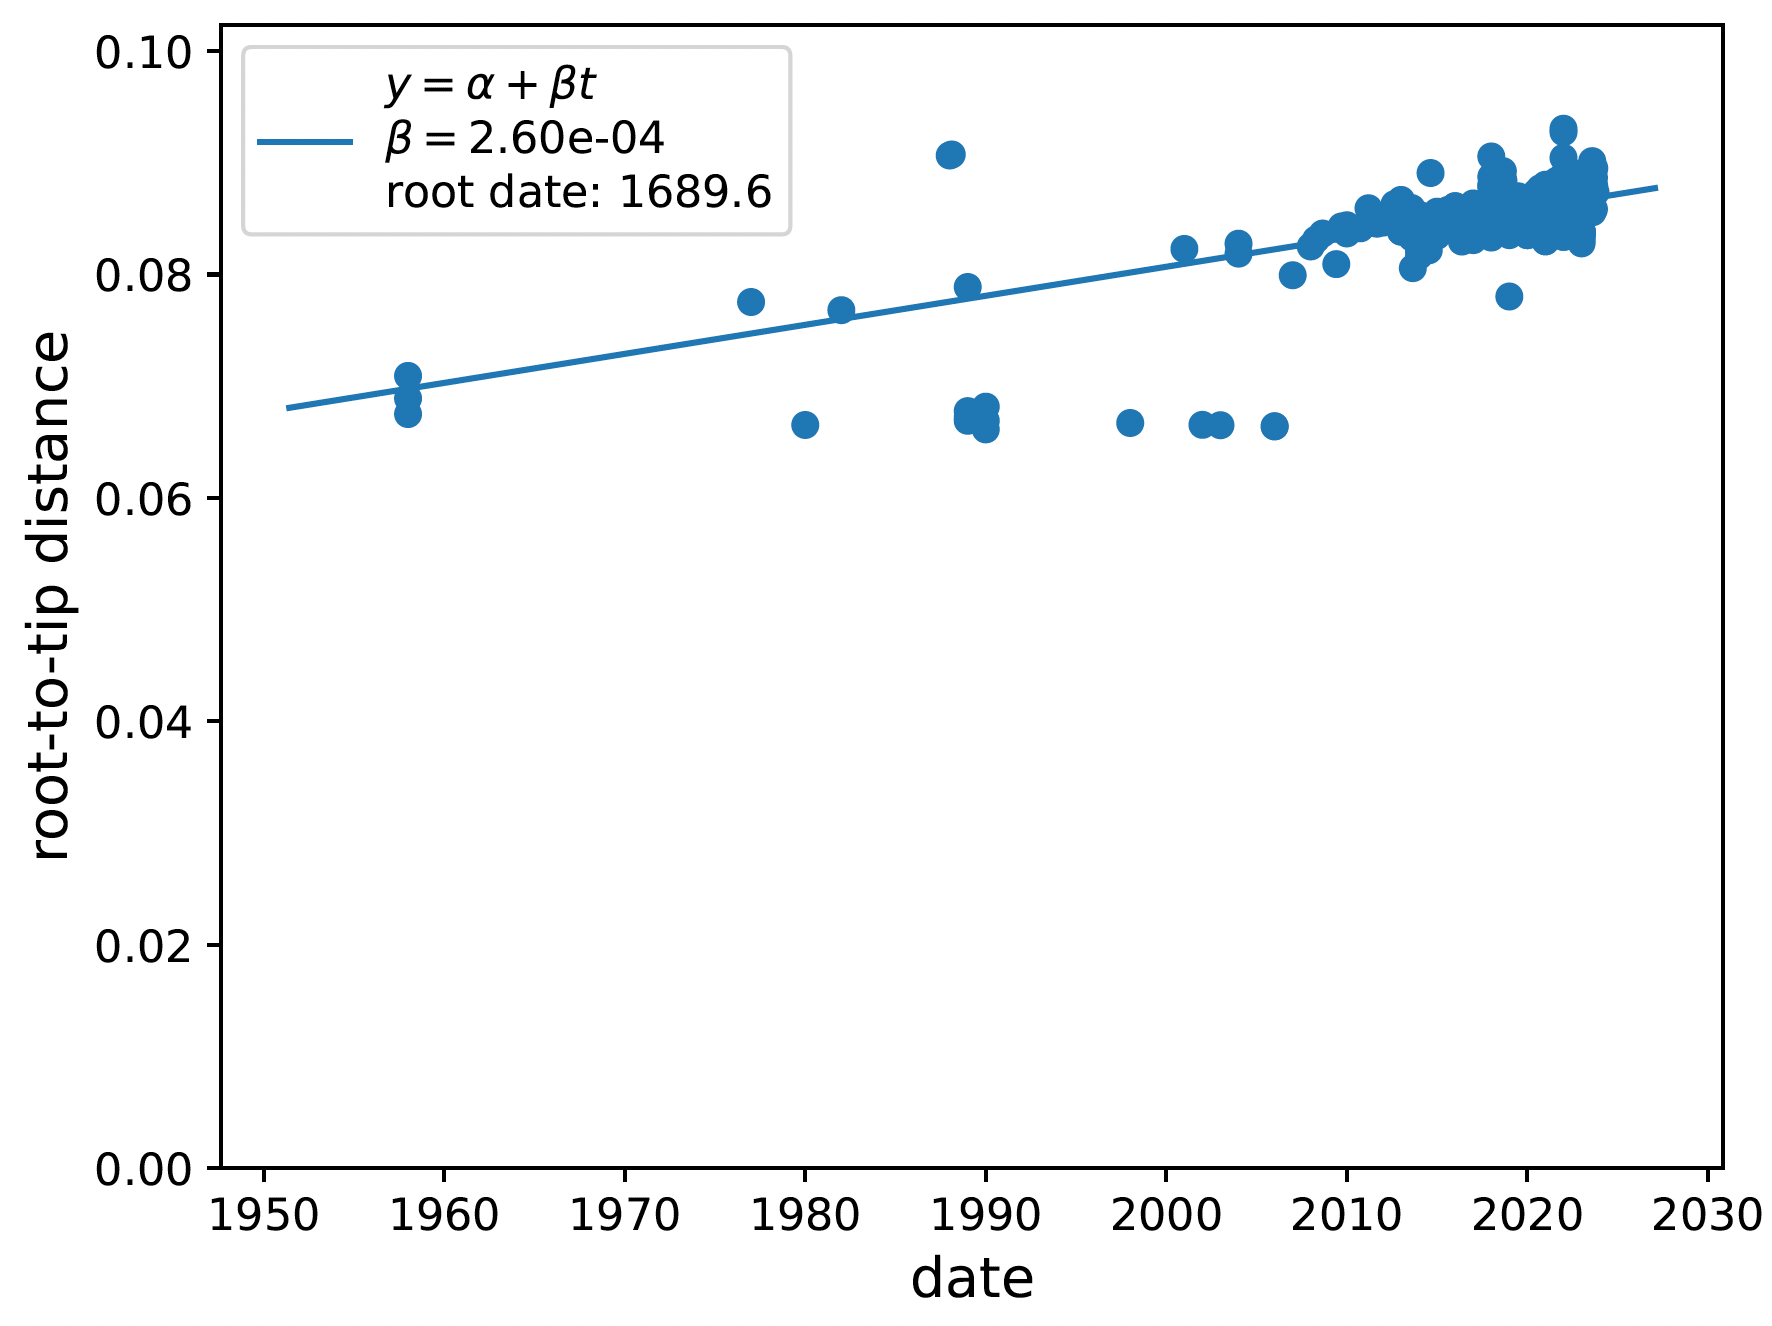 y = α + βt
β = 2.60e-04
root date: 1689.6
0.10
0.08
0.06
0.04
0.02
0.00
root-to-tip distance
1950 1960 1970 1980 1990 2000 2010 2020 2030
date